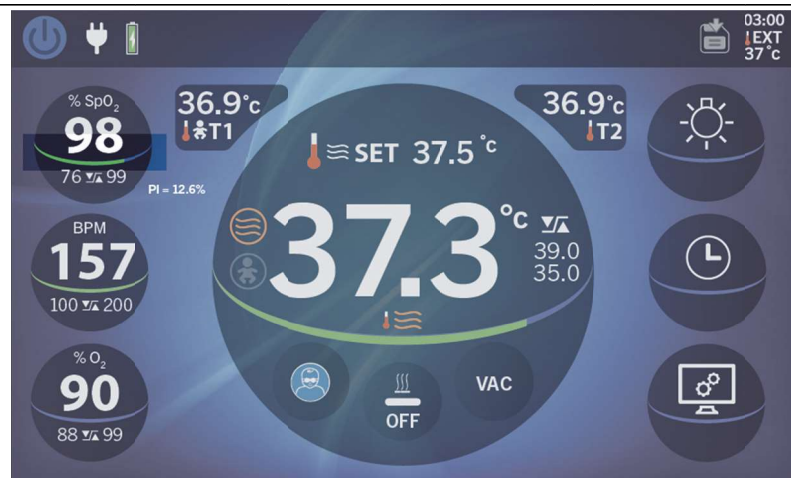 03:00
EXT
37°c
% SpO₂
98
76 99
PI = 12.6%
36.9°c
T1
36.9°c
T2
SET 37.5°c
37.3°c
39.0
35.0
BPM
157
100 200
% O₂
90
88 99
OFF
VAC